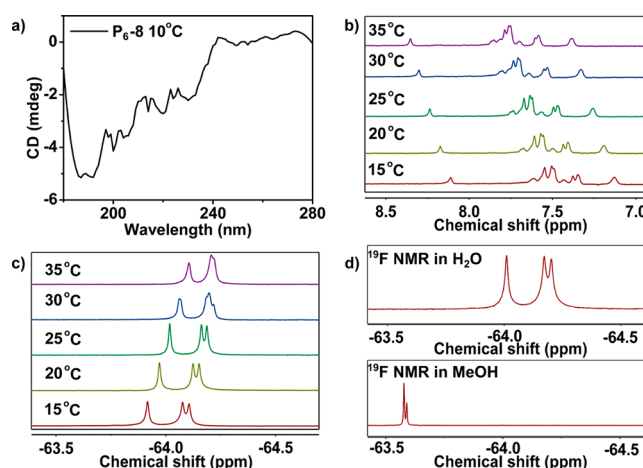 a)
P₆-8 10°C
CD (mdeg)
0
-2
-4
-6
200
240
280
Wavelength (nm)
b)
35°C
30°C
25°C
20°C
15°C
8.5
8.0
7.5
7.0
Chemical shift (ppm)
c)
35°C
30°C
25°C
20°C
15°C
-63.5
-64.0
-64.5
Chemical shift (ppm)
d)
¹⁹F NMR in H₂O
-63.5
-64.0
-64.5
Chemical shift (ppm)
¹⁹F NMR in MeOH
-63.5
-64.0
-64.5
Chemical shift (ppm)